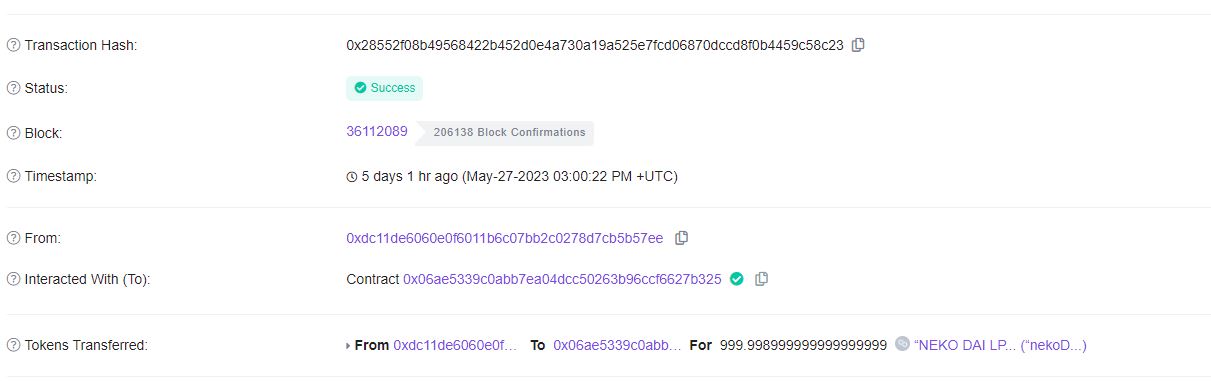 Transaction Hash: 0x28552f08b49568422b452d0e4a730a19a525e7fcd06870dccd8f0b4459c58c23
Status: Success
Block: 36112089 206138 Block Confirmations
Timestamp: 5 days 1 hr ago (May-27-2023 03:00:22 PM +UTC)
From: 0xdc11de6060e0f6011b6c07bb2c0278d7cb5b57ee
Interacted With (To): Contract 0x06ae5339c0abb7ea04dcc50263b96ccf6627b325
Tokens Transferred: From 0xdc11de6060e0f... To 0x06ae5339c0abb... For 999.998999999999999999 “NEKO DAI LP... (“nekoD...)